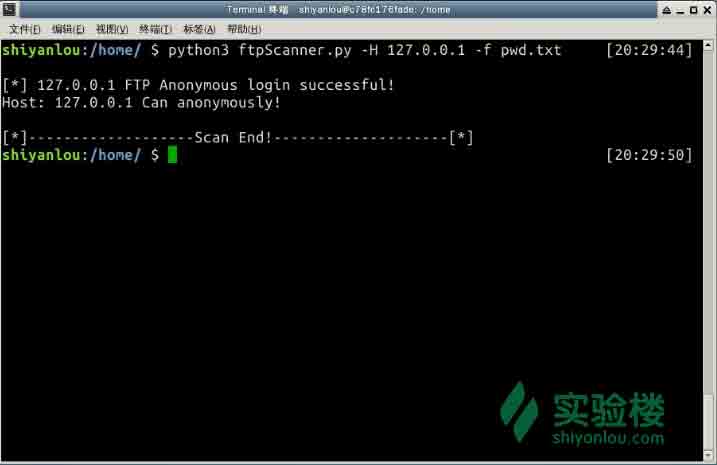 Terminal 终端   shiyanlou@c78fc176fade: /home
文件(F) 编辑(E) 视图(V) 终端(T) 标签(A) 帮助(H)
shiyanlou:/home/ $ python3 ftpScanner.py -H 127.0.0.1 -f pwd.txt     [20:29:44]
[*] 127.0.0.1 FTP Anonymous login successful!
Host: 127.0.0.1 Can anonymously!
[*]-------------------Scan End!--------------------[*]
shiyanlou:/home/ $     [20:29:50]
实验楼
shiyanlou.com